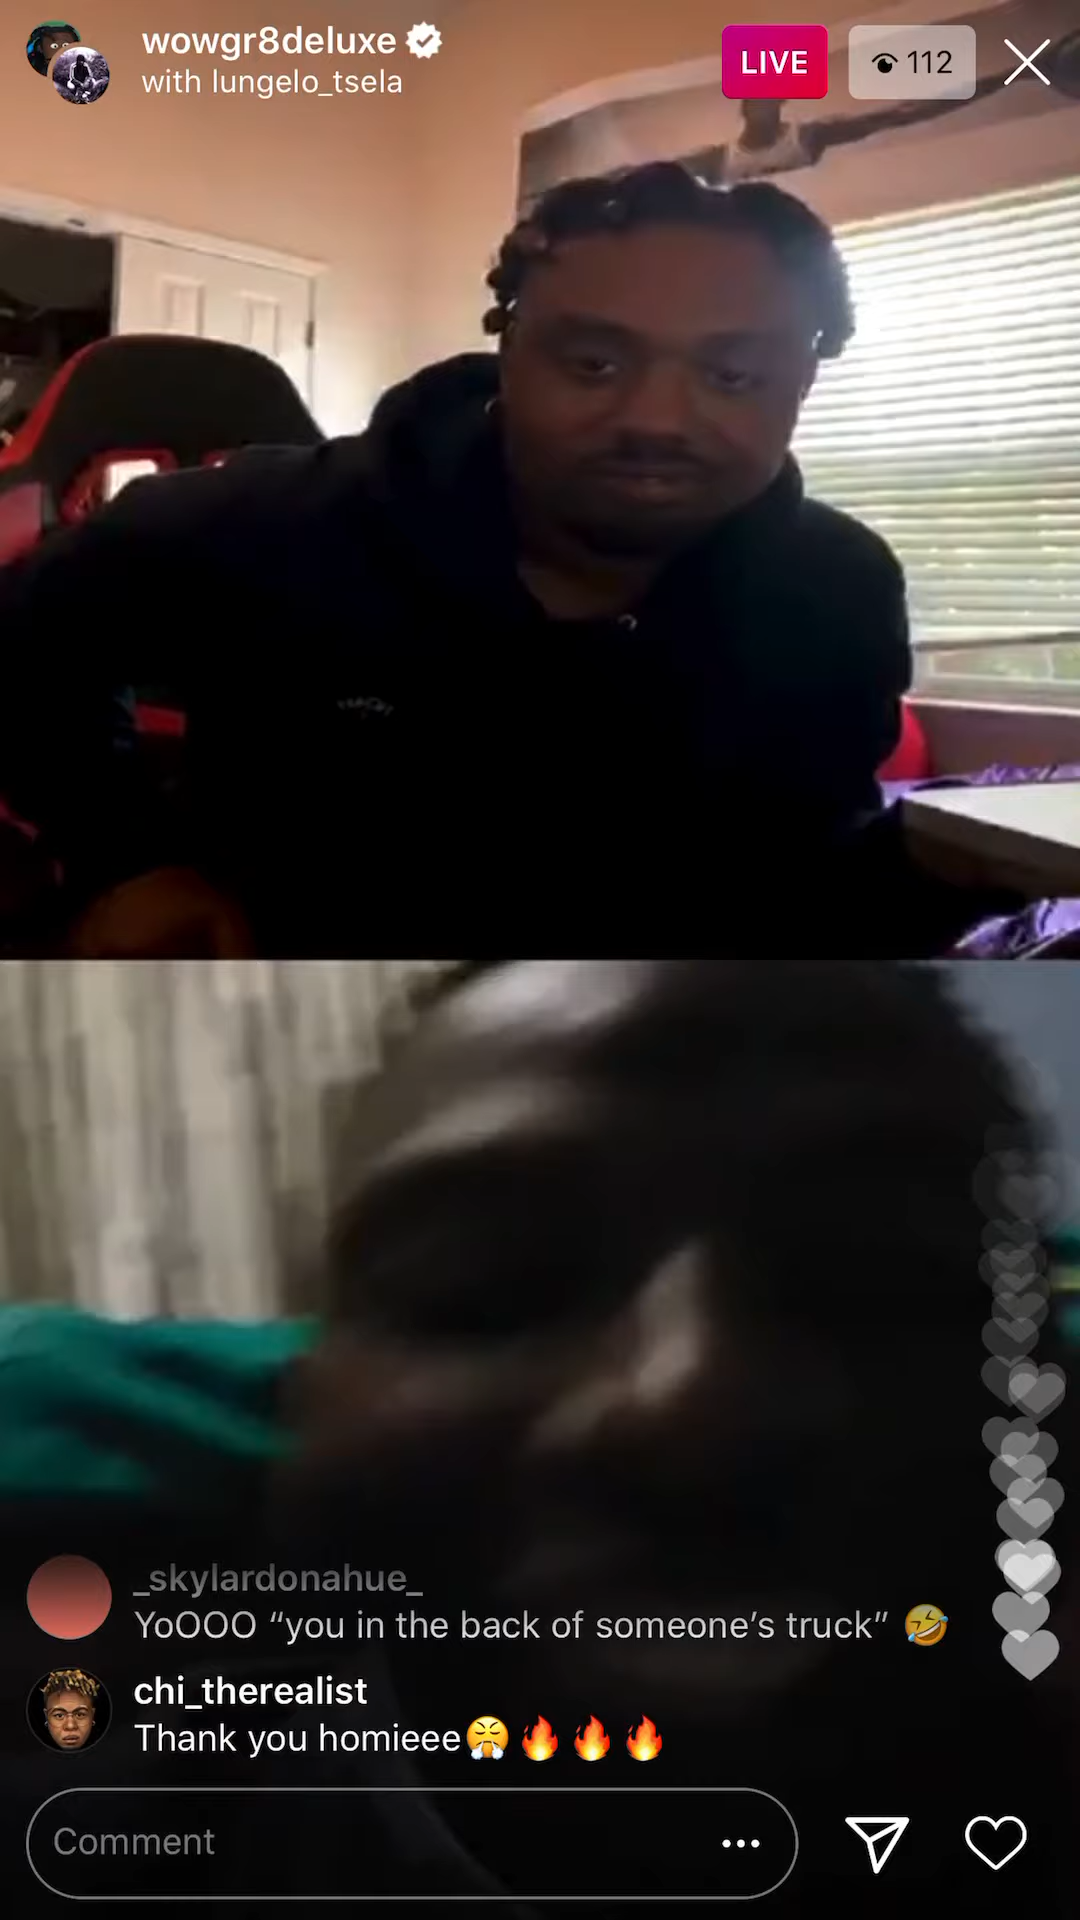 wowgr8deluxe
with lungelo_tsela
LIVE
112
_skylardonahue_
YoOOO “you in the back of someone’s truck” 🤣
chi_therealist
Thank you homieee😤🔥🔥🔥
Comment